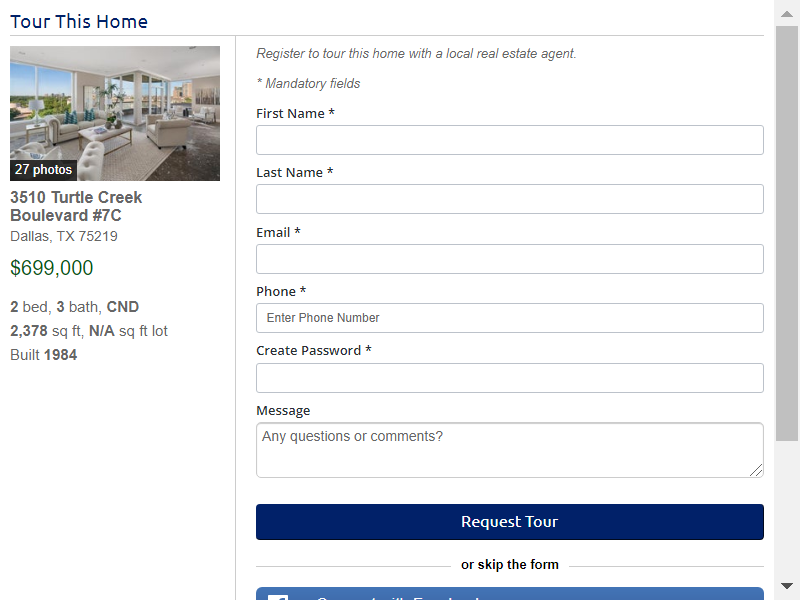 Tour This Home
27 photos
3510 Turtle Creek
Boulevard #7C
Dallas, TX 75219
$699,000
2 bed, 3 bath, CND
2,378 sq ft, N/A sq ft lot
Built 1984
Register to tour this home with a local real estate agent.
* Mandatory fields
First Name *
Last Name *
Email *
Phone *
Enter Phone Number
Create Password *
Message
Any questions or comments?
Request Tour
or skip the form